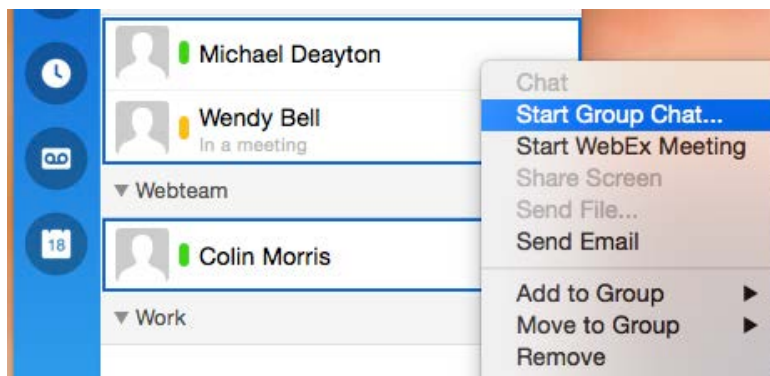 Michael Deayton
Wendy Bell
In a meeting
Webteam
18
Colin Morris
Work
Chat
Start Group Chat...
Start WebEx Meeting
Share Screen
Send File...
Send Email
Add to Group
Move to Group
Remove